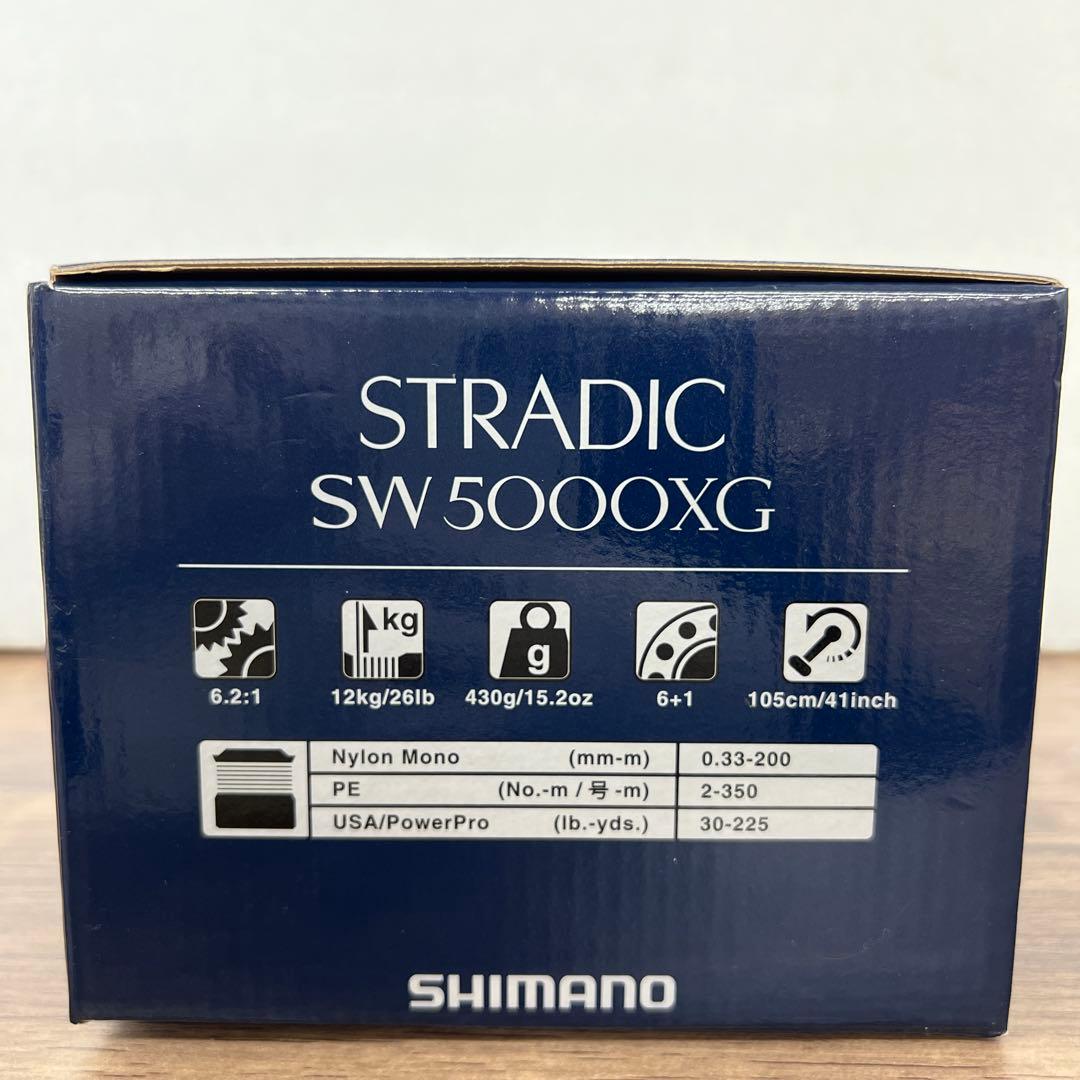 STRADIC
SW 5000XG
kg
g
6.2:1 12kg/26lb 430g/15.2oz 6+1 105cm/41inch
Nylon Mono (mm-m) 0.33-200
PE (No.-m / 号 -m) 2-350
USA/PowerPro (lb.-yds.) 30-225
SHIMANO